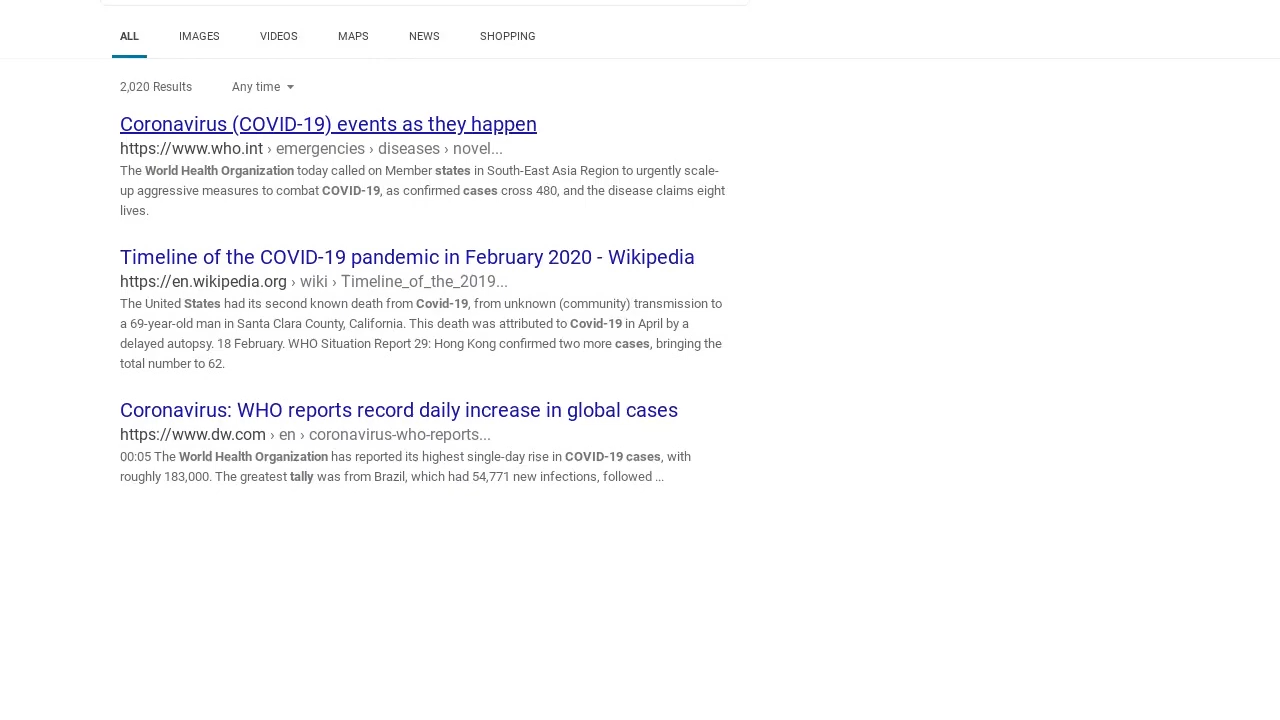 ALL IMAGES VIDEOS MAPS NEWS SHOPPING
2,020 Results Any time
Coronavirus (COVID-19) events as they happen
https://www.who.int › emergencies › diseases › novel...
The World Health Organization today called on Member states in South-East Asia Region to urgently scale-
up aggressive measures to combat COVID-19, as confirmed cases cross 480, and the disease claims eight
lives.
Timeline of the COVID-19 pandemic in February 2020 - Wikipedia
https://en.wikipedia.org › wiki › Timeline_of_the_2019...
The United States had its second known death from Covid-19, from unknown (community) transmission to
a 69-year-old man in Santa Clara County, California. This death was attributed to Covid-19 in April by a
delayed autopsy. 18 February. WHO Situation Report 29: Hong Kong confirmed two more cases, bringing the
total number to 62.
Coronavirus: WHO reports record daily increase in global cases
https://www.dw.com › en › coronavirus-who-reports...
00:05 The World Health Organization has reported its highest single-day rise in COVID-19 cases, with
roughly 183,000. The greatest tally was from Brazil, which had 54,771 new infections, followed ...